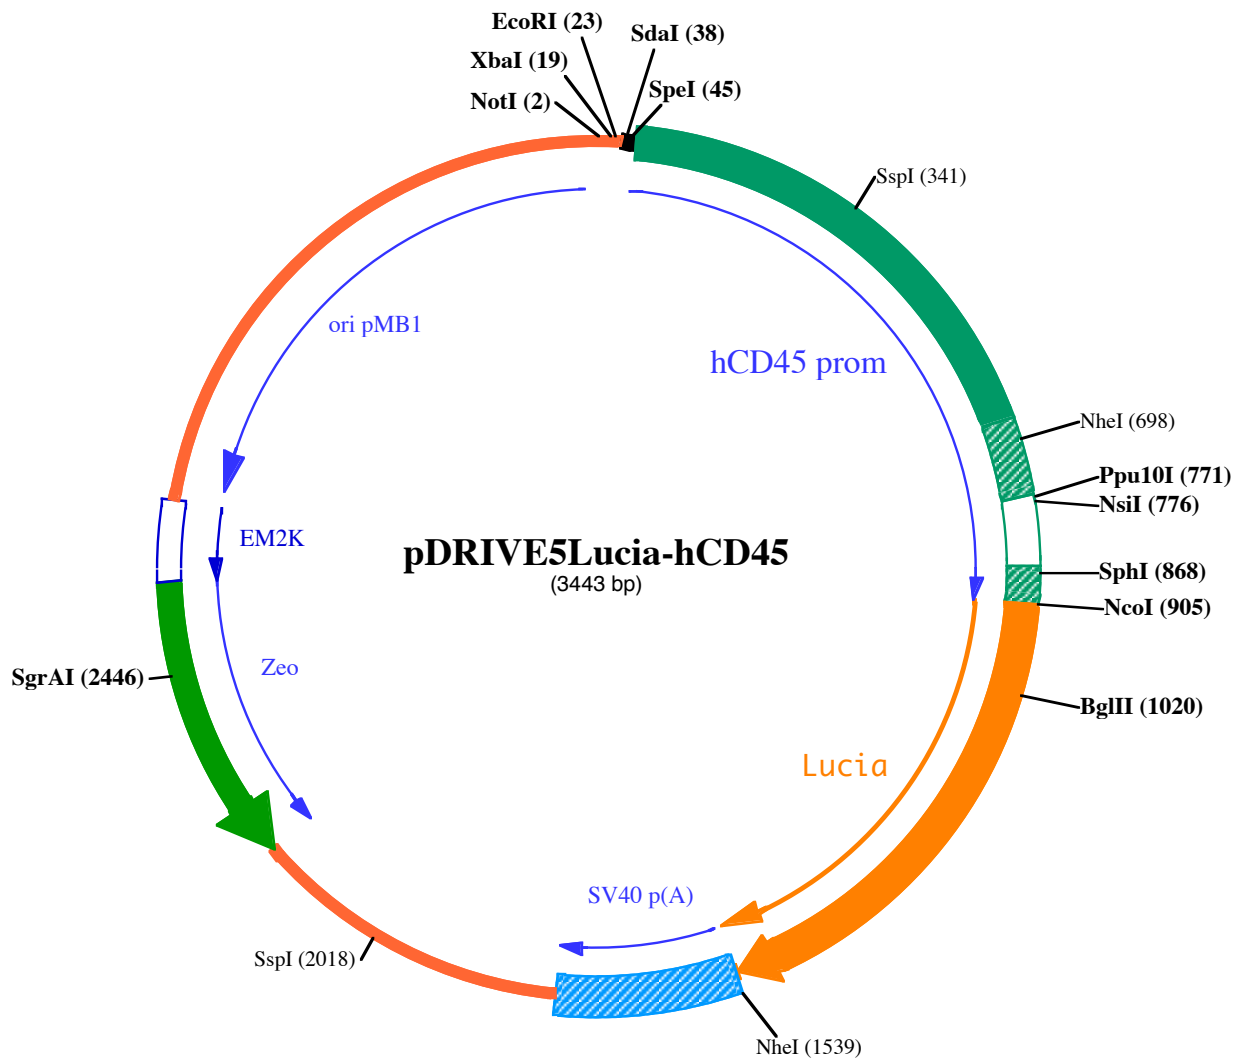 EcoRI (23)
SdaI (38)
XbaI (19)
SpeI (45)
NotI (2)
SspI (341)
ori pMB1
hCD45 prom
NheI (698)
Ppu10I (771)
NsiI (776)
EM2K
pDRIVE5Lucia-hCD45
(3443 bp)
SphI (868)
NcoI (905)
Zeo
SgrAI (2446)
BglII (1020)
Lucia
SV40 p(A)
SspI (2018)
NheI (1539)